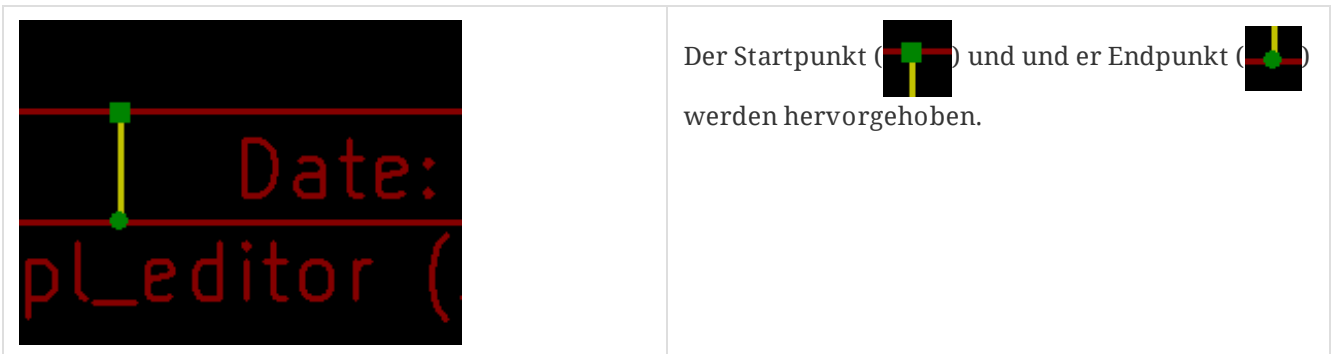 Date:
pl_editor (
Der Startpunkt ( ) und und er Endpunkt ( )
werden hervorgehoben.